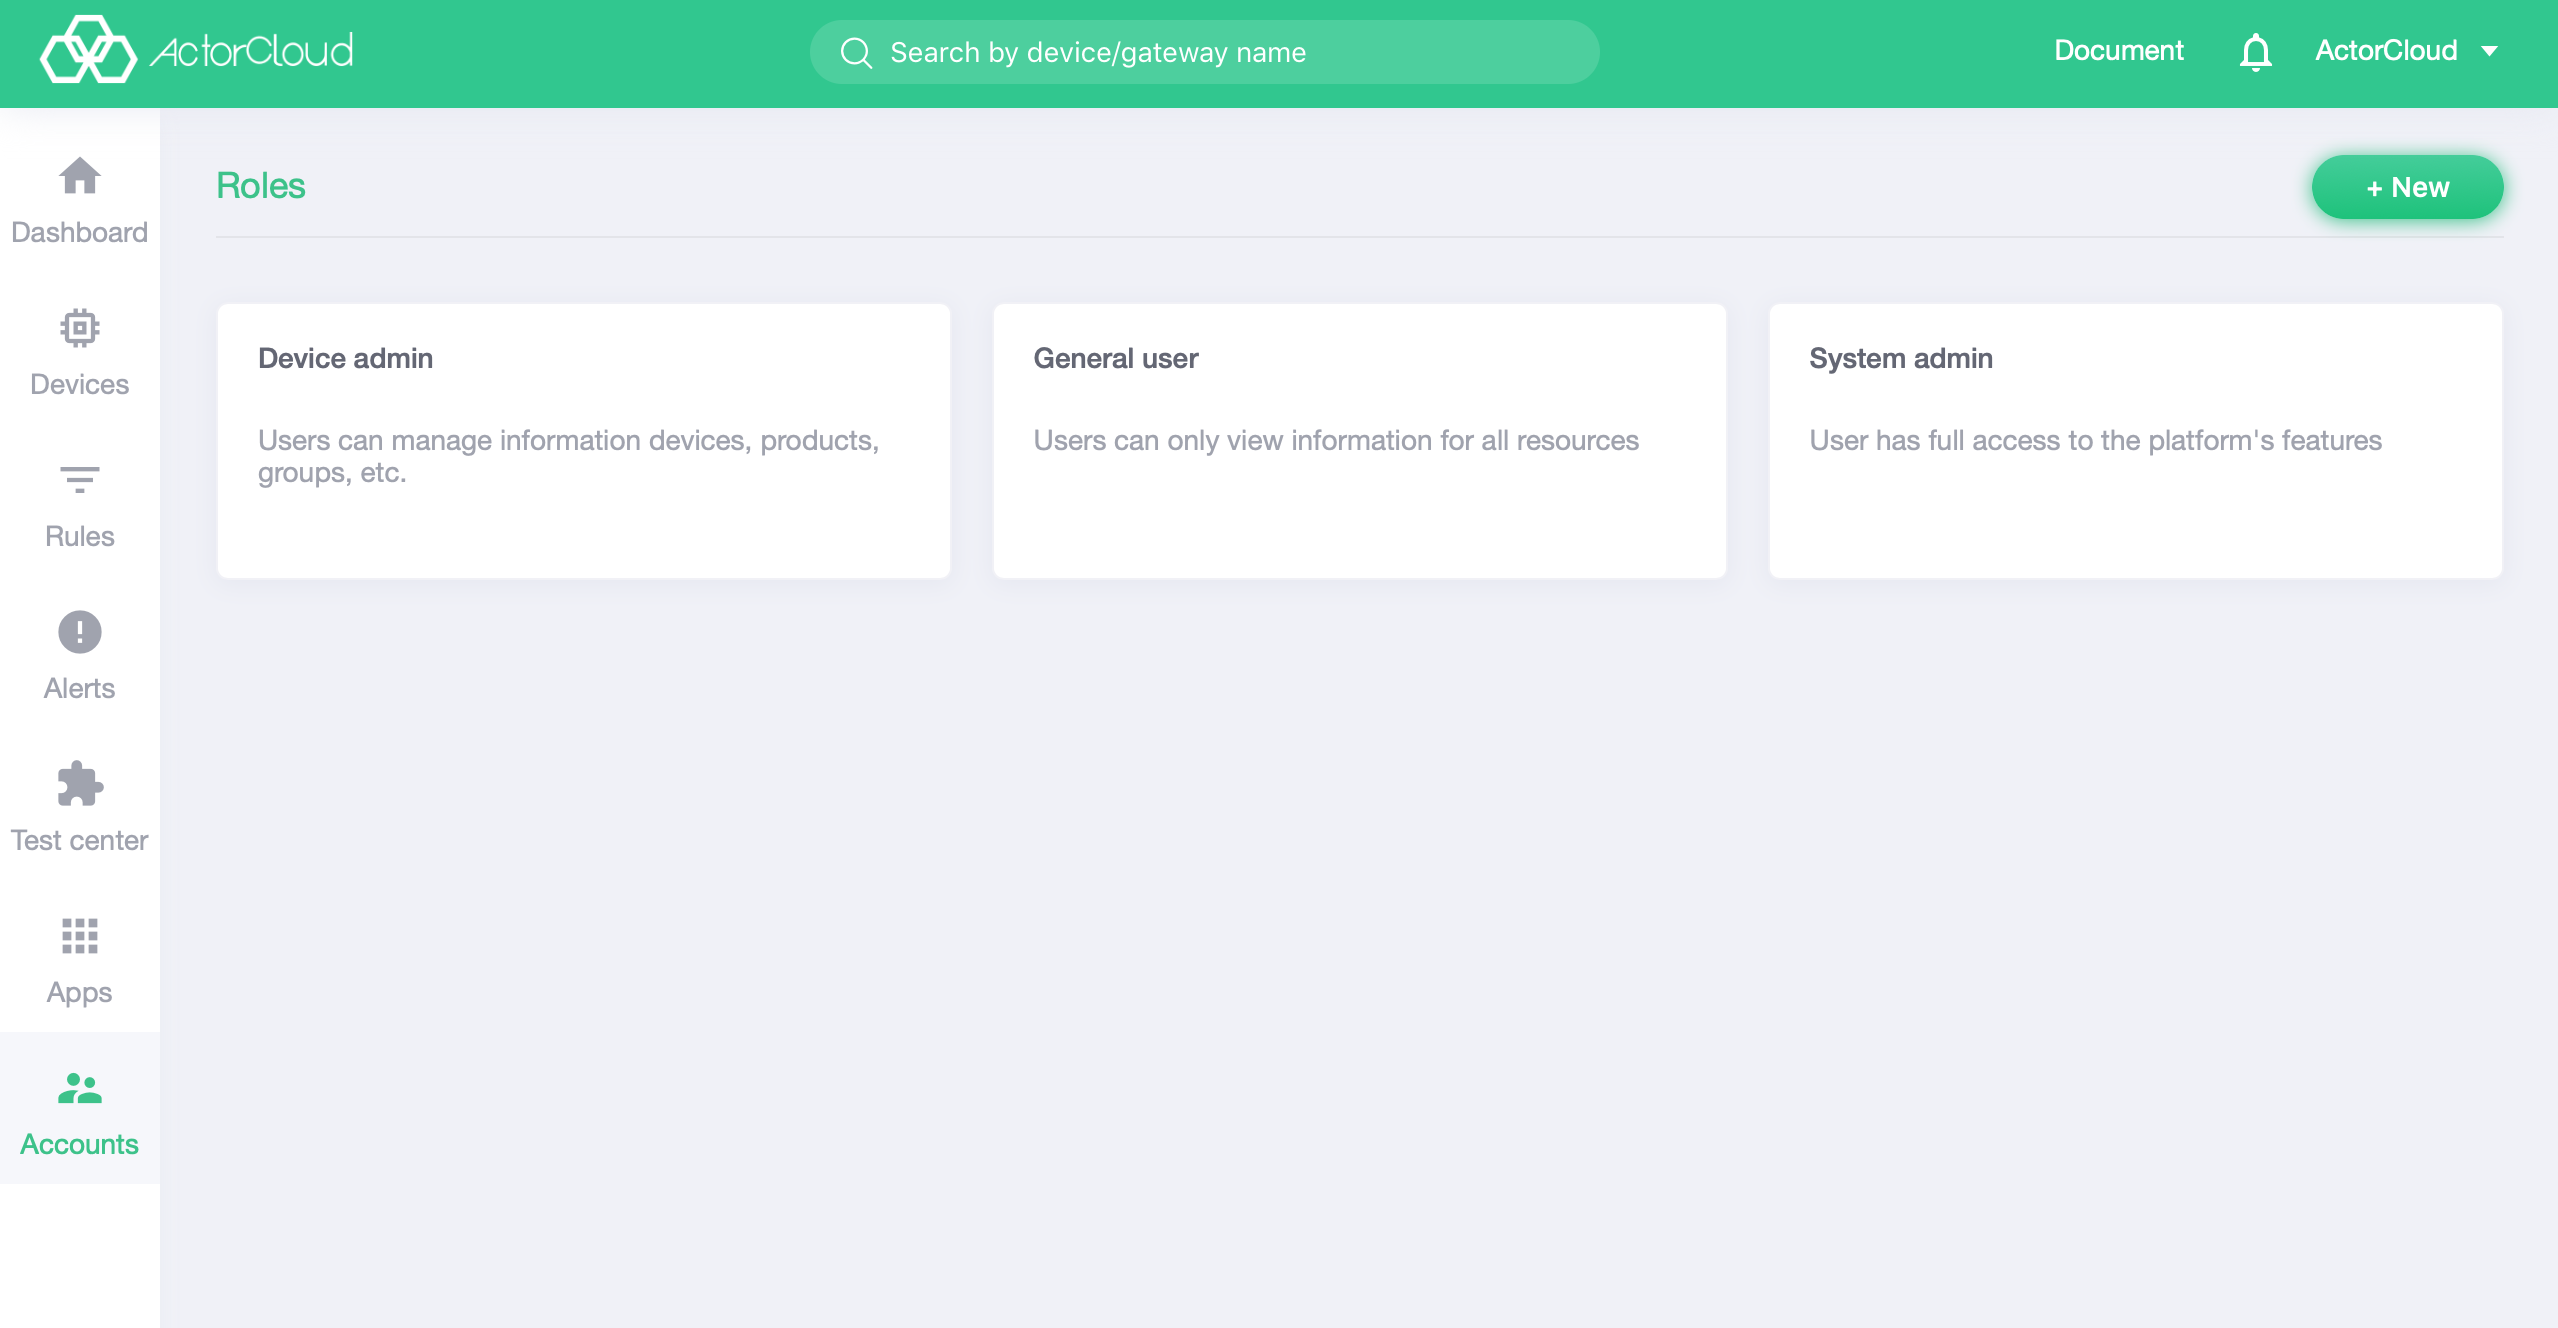 ActorCloud
Search by device/gateway name
Document
ActorCloud
Dashboard
Devices
Rules
Alerts
Test center
Apps
Accounts
Roles
+ New
Device admin
Users can manage information devices, products,
groups, etc.
General user
Users can only view information for all resources
System admin
User has full access to the platform's features